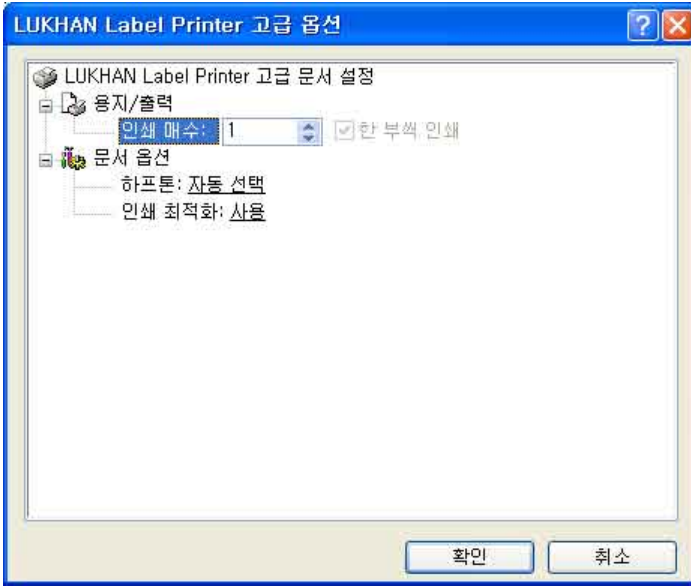 LUKHAN Label Printer 고급 옵션
LUKHAN Label Printer 고급 문서 설정
용지/출력
인쇄 매수: 1 한 부씩 인쇄
문서 옵션
하프톤: 자동 선택
인쇄 최적화: 사용
확인 취소